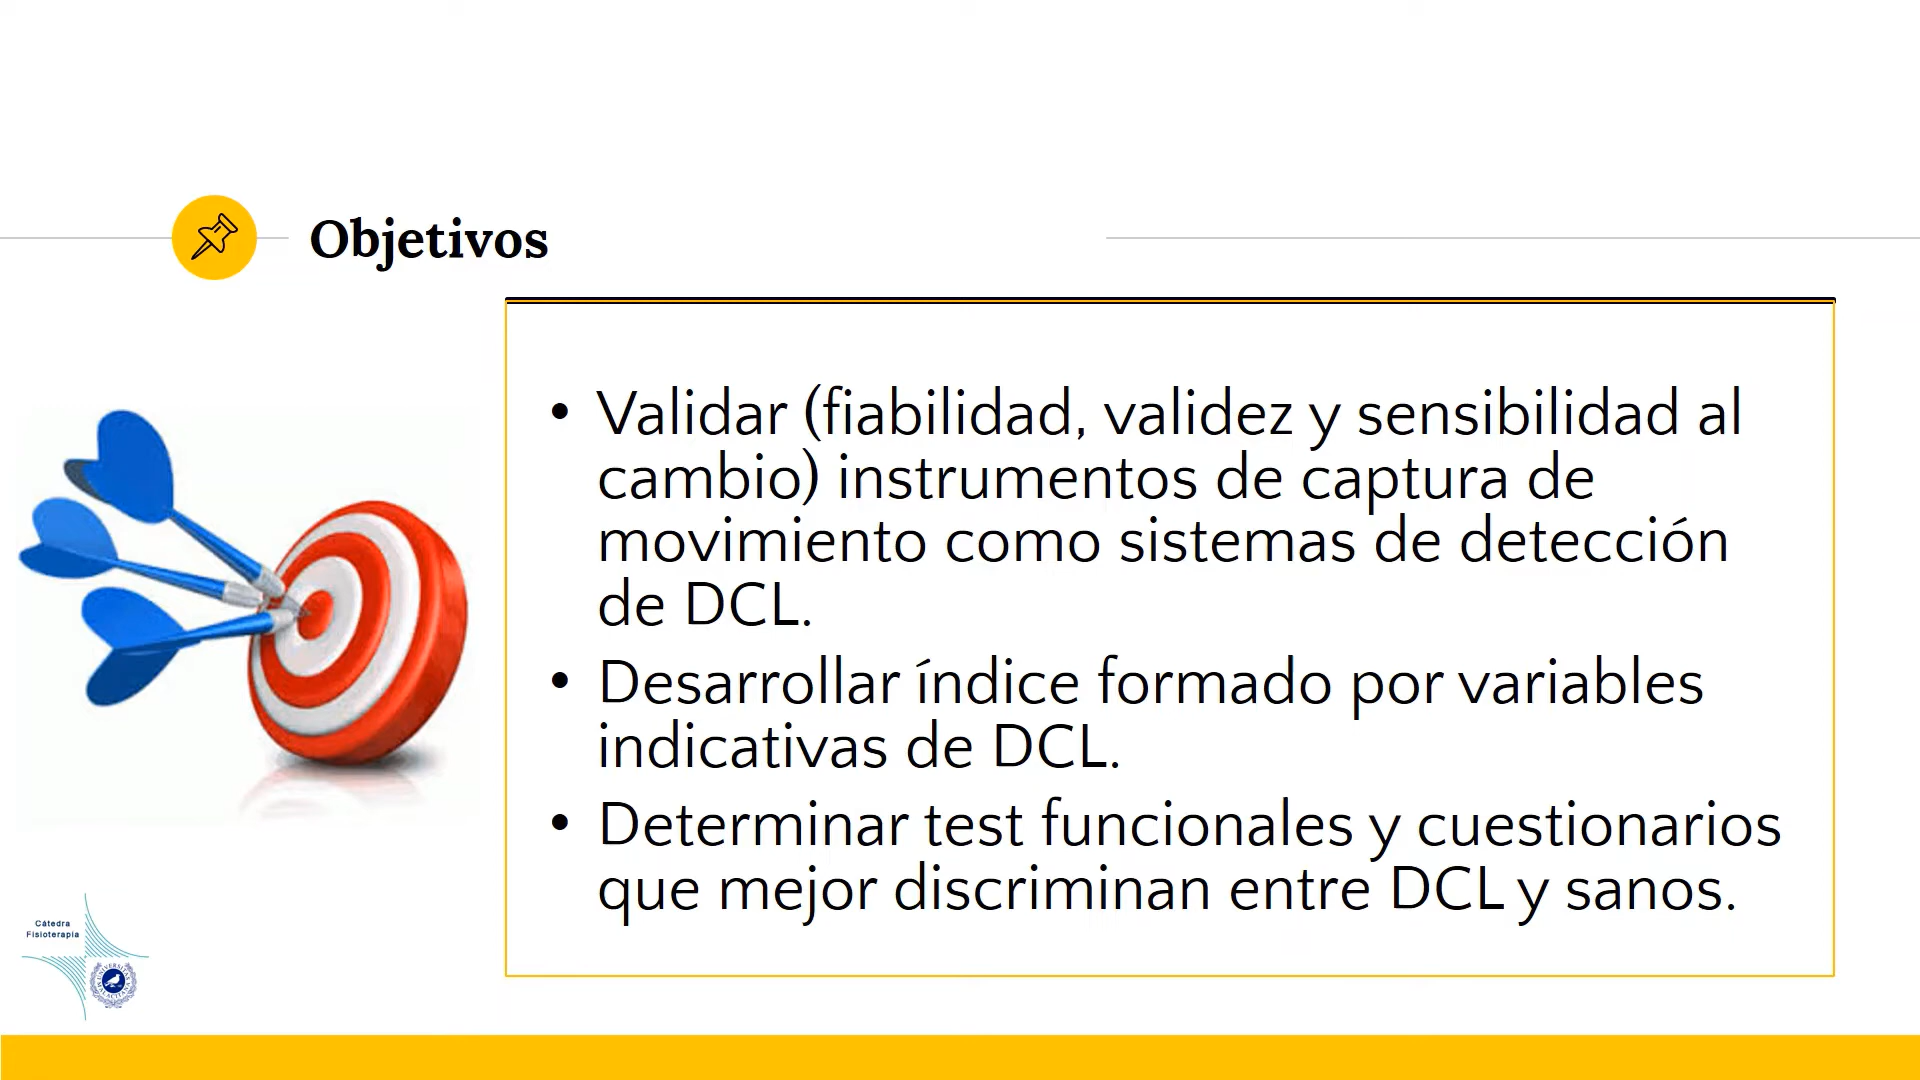 Objetivos
• Validar (fiabilidad, validez y sensibilidad al
cambio) instrumentos de captura de
movimiento como sistemas de detección
de DCL.
• Desarrollar índice formado por variables
indicativas de DCL.
• Determinar test funcionales y cuestionarios
que mejor discriminan entre DCL y sanos.
Cátedra
Fisioterapia